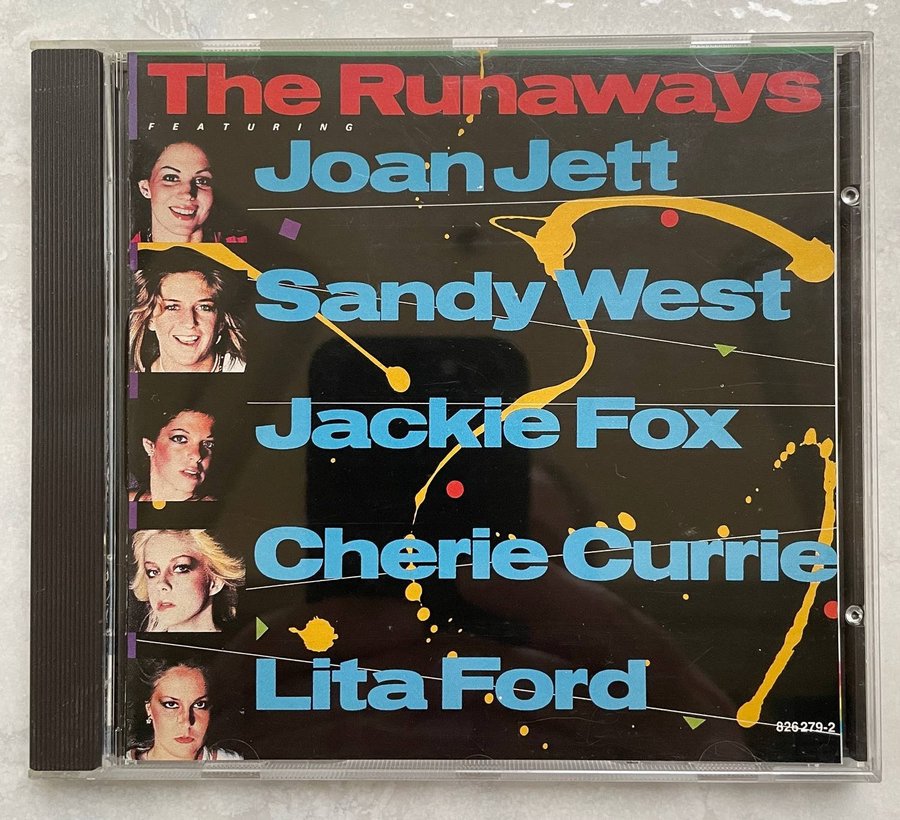 The Runaways
FEATURING
Joan Jett
Sandy West
Jackie Fox
Cherie Currie
Lita Ford
826 279-2